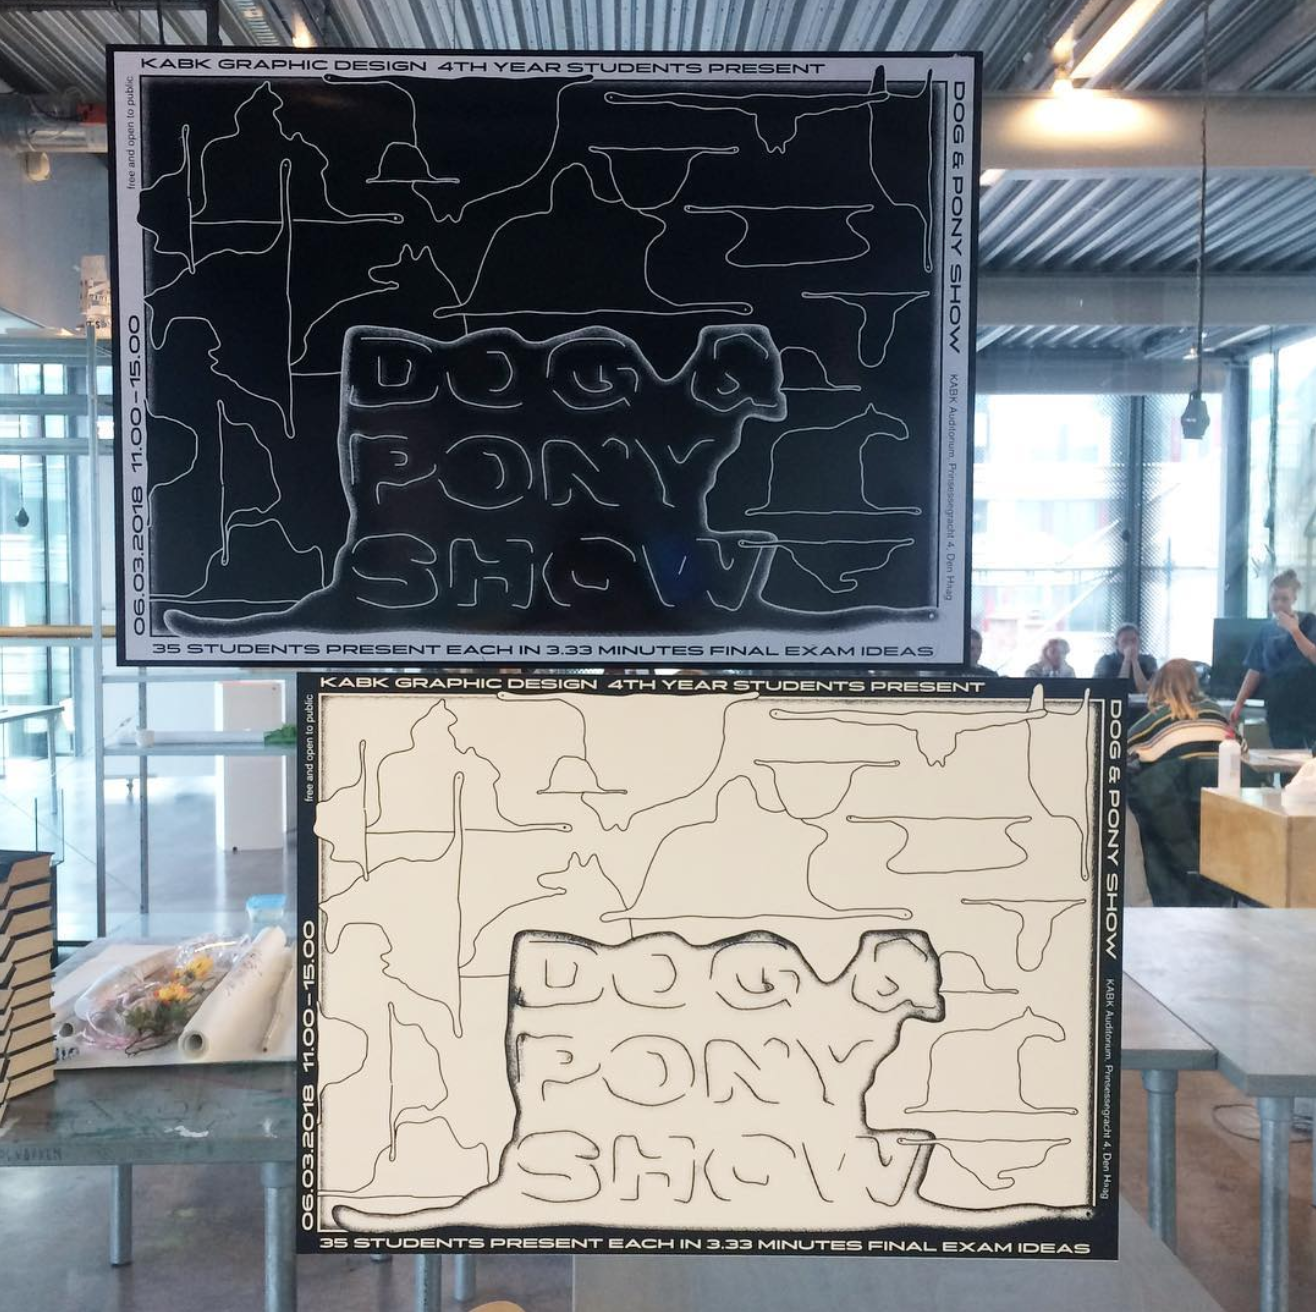 KABK GRAPHIC DESIGN 4TH YEAR STUDENTS PRESENT
free and open to public
06.03.2018 11.00–15.00
DOG & PONY SHOW
KABK Auditorium, Prinsessegracht 4, Den Haag
DOG &
PONY
SHOW
35 STUDENTS PRESENT EACH IN 3.33 MINUTES FINAL EXAM IDEAS
KABK GRAPHIC DESIGN 4TH YEAR STUDENTS PRESENT
free and open to public
06.03.2018 11.00–15.00
DOG & PONY SHOW
KABK Auditorium, Prinsessegracht 4, Den Haag
DOG &
PONY
SHOW
35 STUDENTS PRESENT EACH IN 3.33 MINUTES FINAL EXAM IDEAS